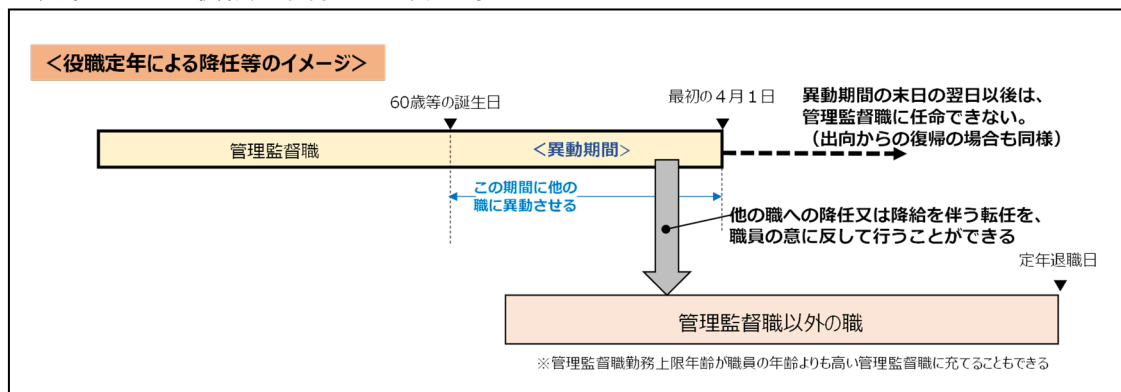 ＜役職定年による降任等のイメージ＞
60歳等の誕生日
最初の４月１日
異動期間の末日の翌日以後は、
管理監督職に任命できない。
（出向からの復帰の場合も同様）
管理監督職
＜異動期間＞
この期間に他の
職に異動させる
他の職への降任又は降給を伴う転任を、
職員の意に反して行うことができる
定年退職日
管理監督職以外の職
※管理監督職勤務上限年齢が職員の年齢よりも高い管理監督職に充てることもできる